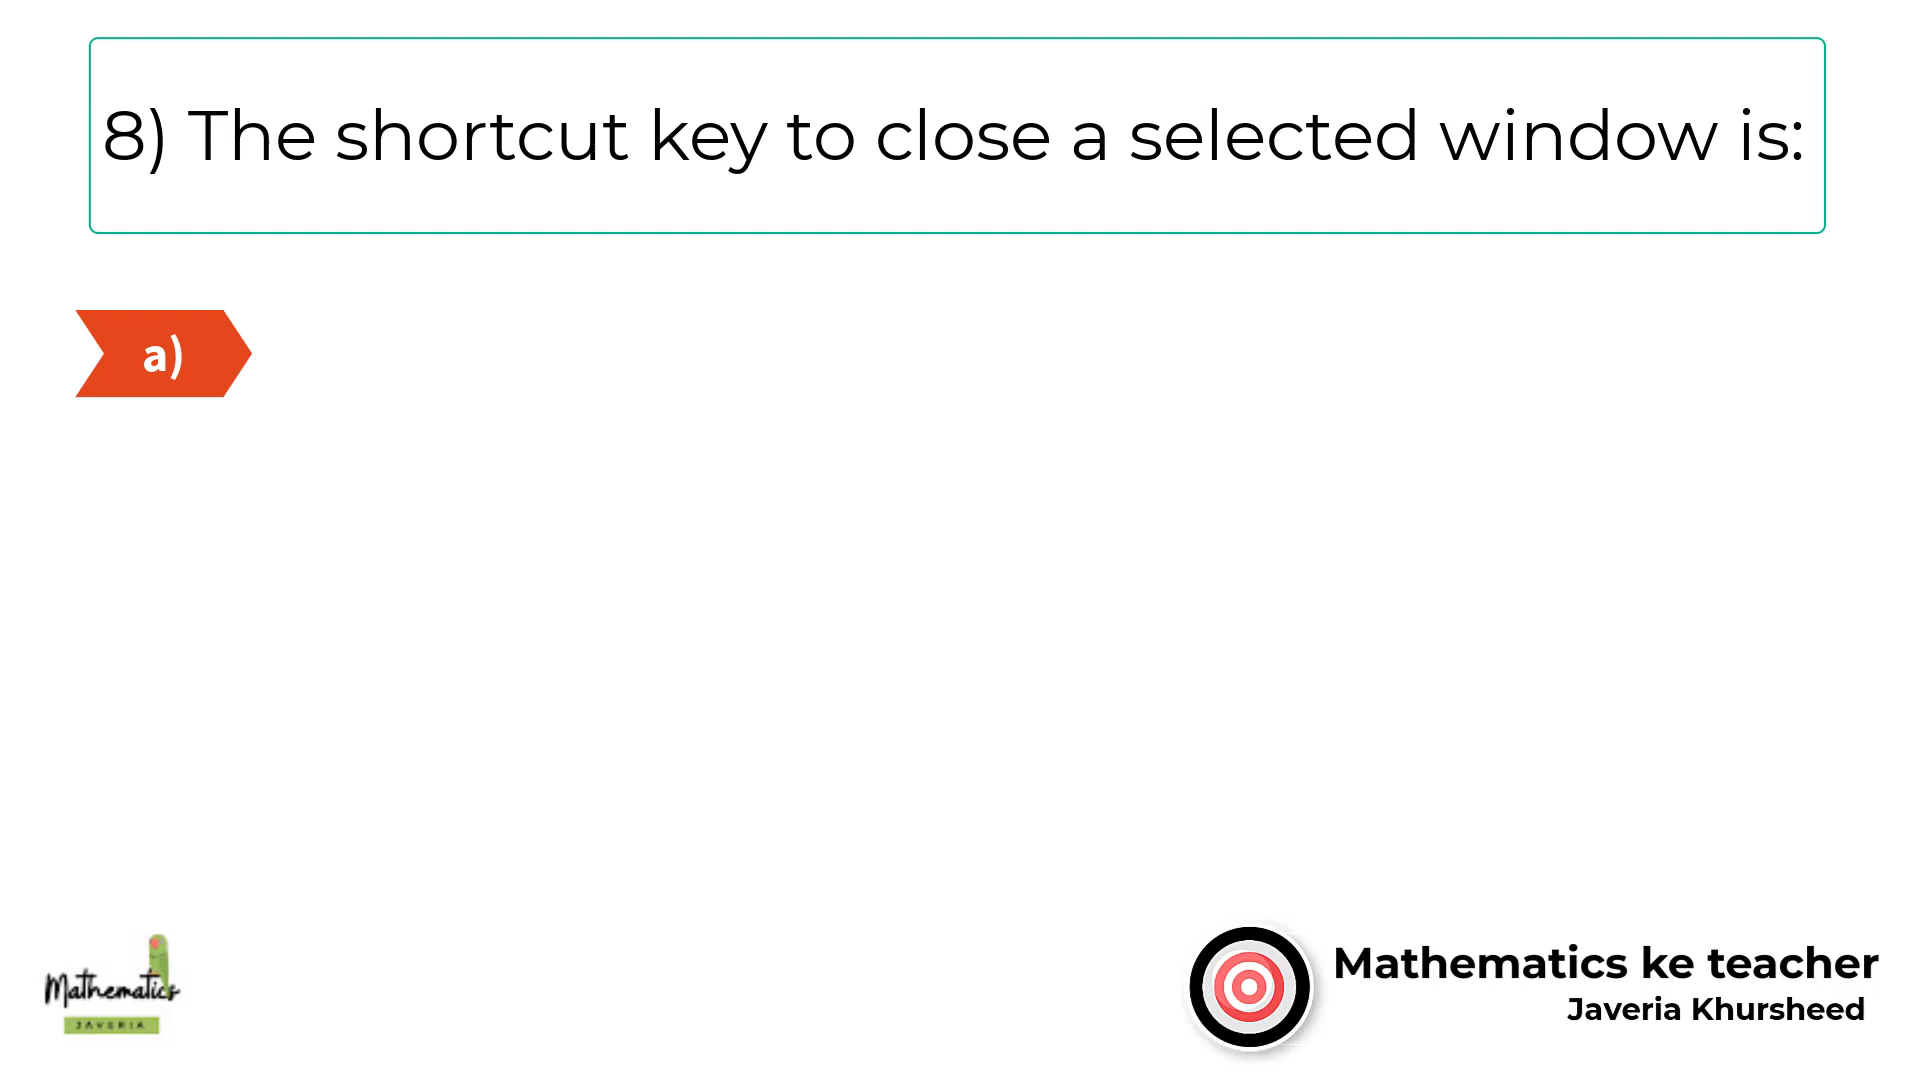 8) The shortcut key to close a selected window is:
a)
Mathematics
JAVERIA
Mathematics ke teacher
Javeria Khursheed